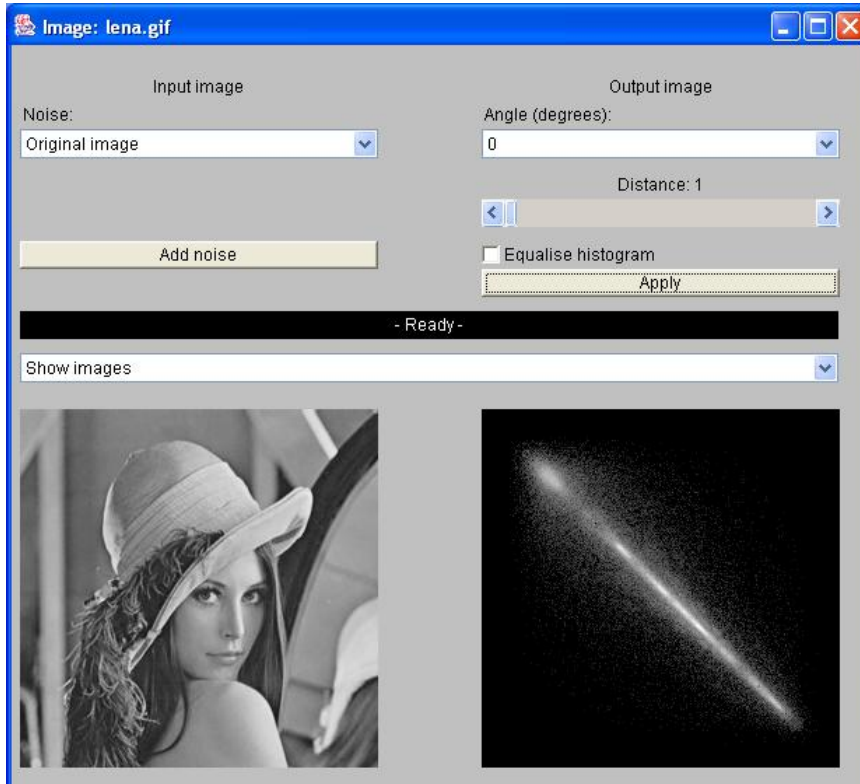 Image: lena.gif
Input image
Output image
Noise:
Angle (degrees):
Original image
0
Distance: 1
Add noise
Equalise histogram
Apply
- Ready -
Show images